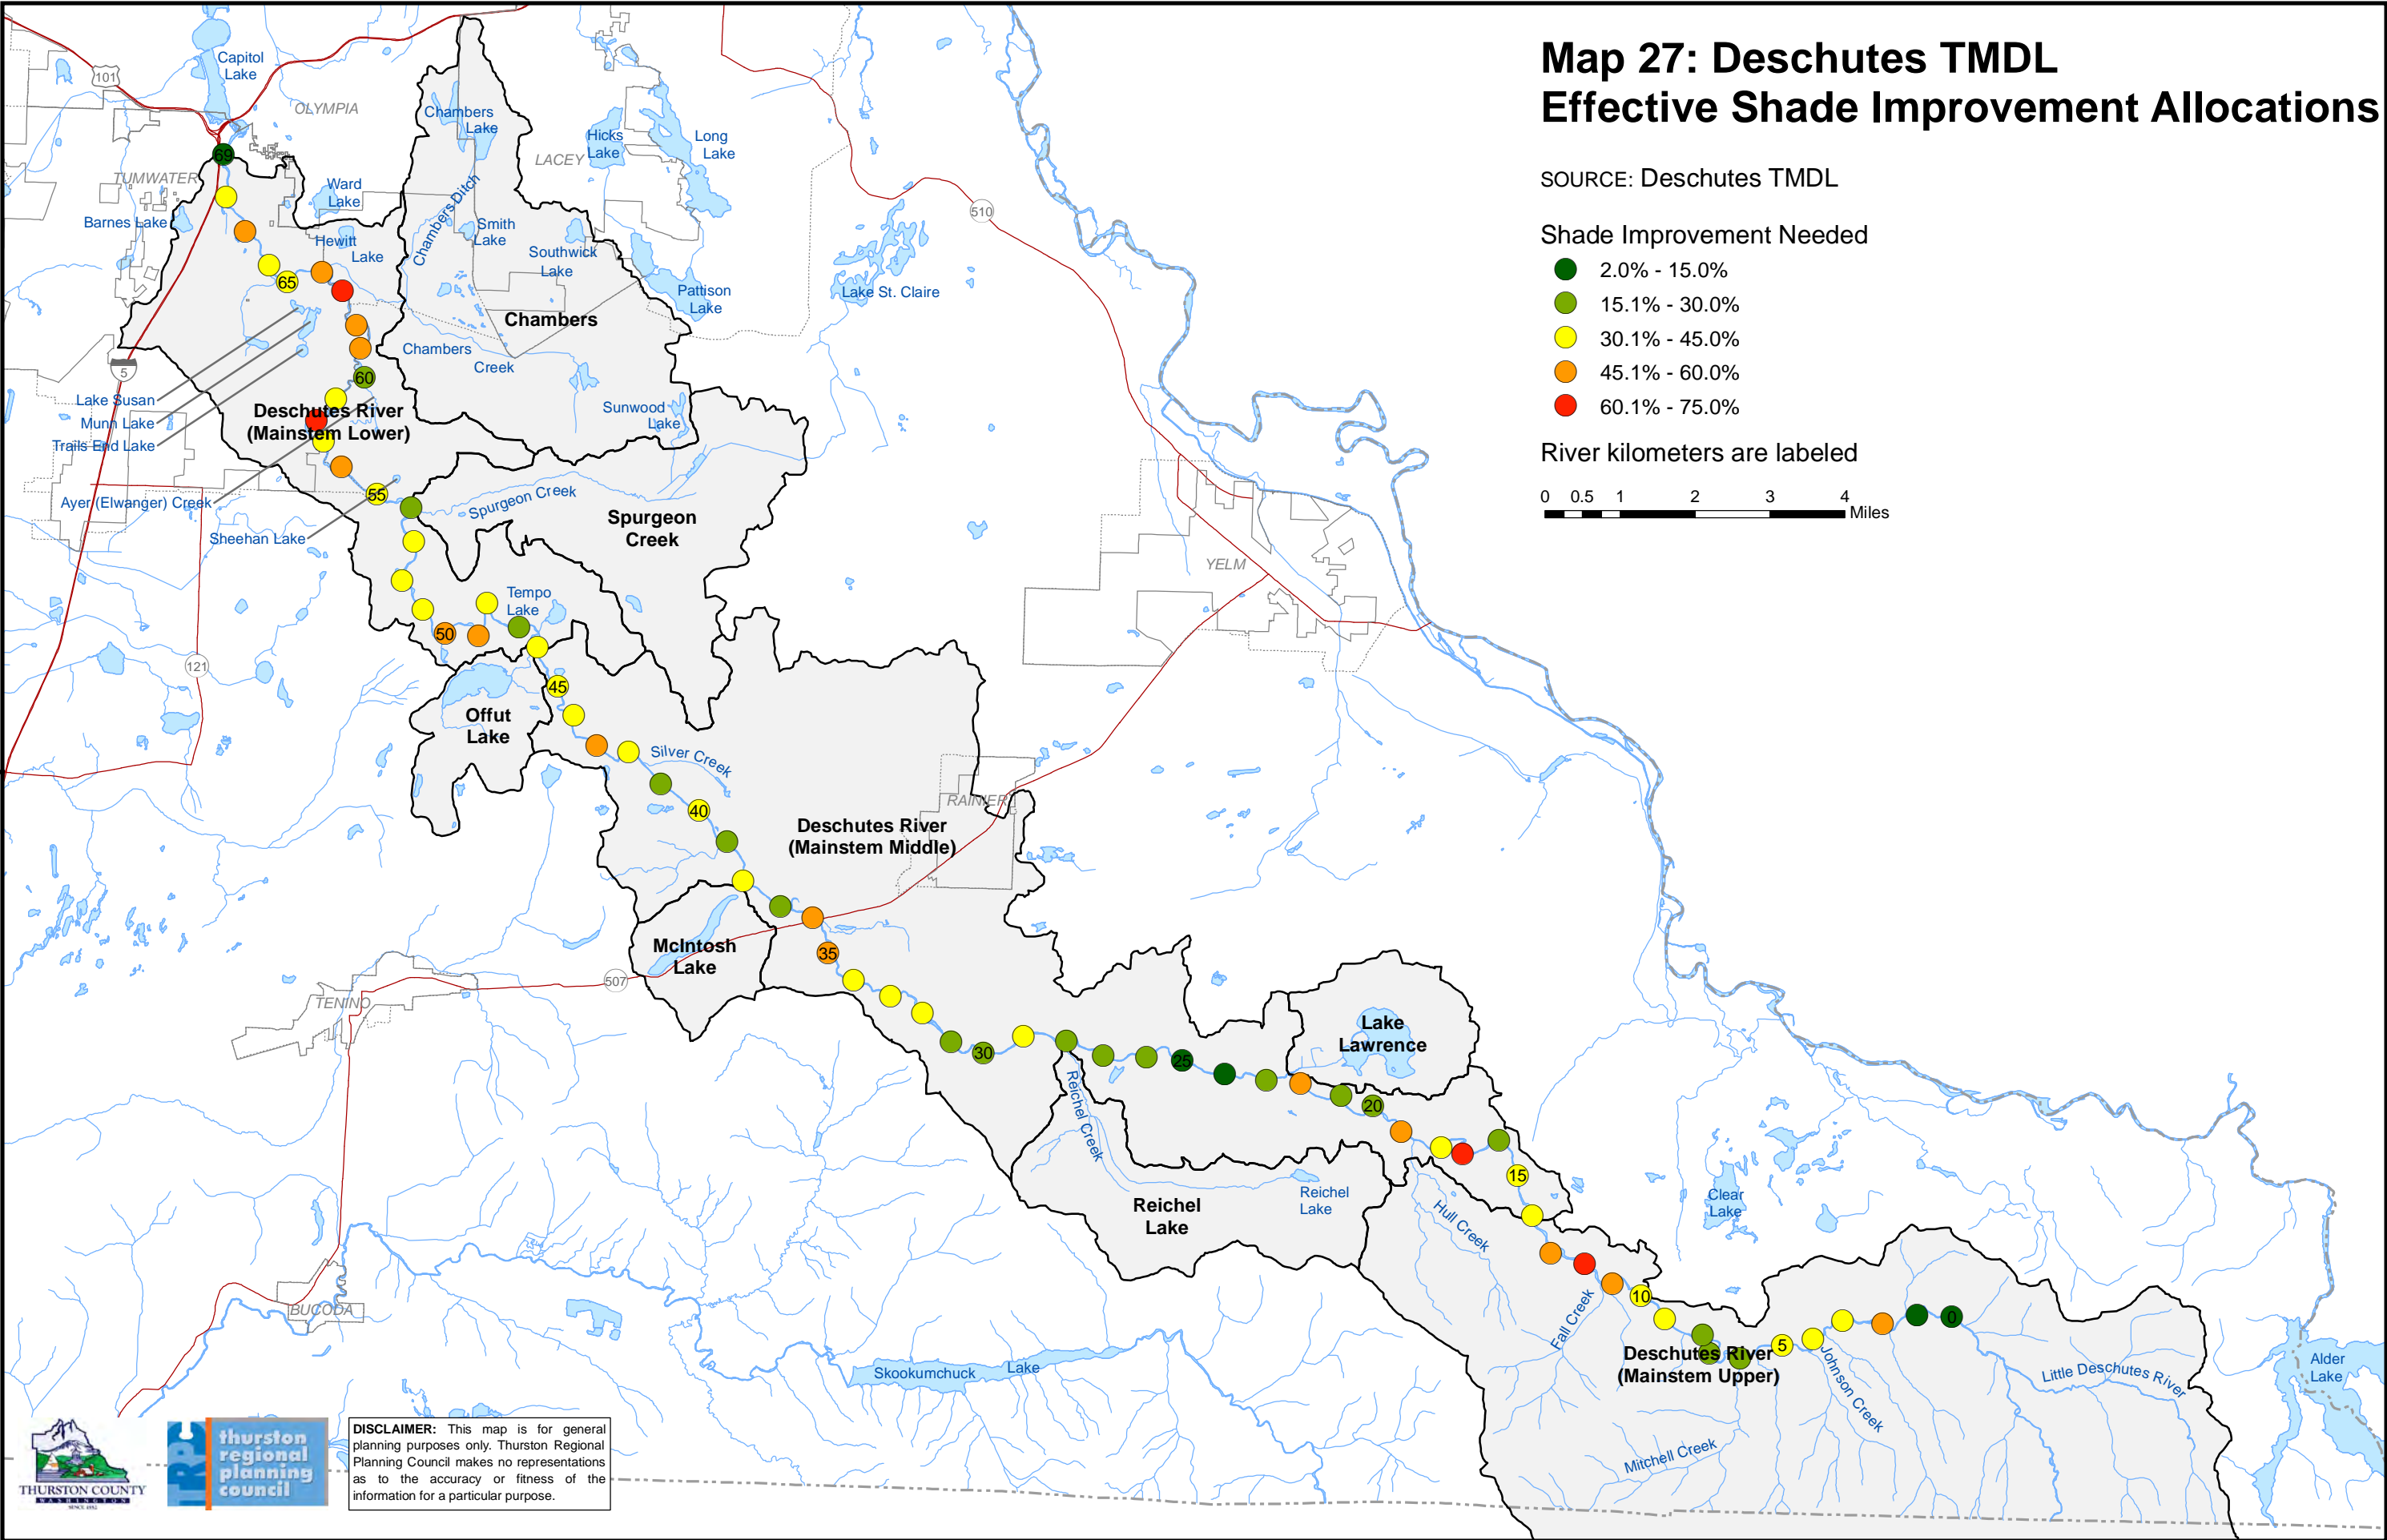 Map 27: Deschutes TMDL
Effective Shade Improvement Allocations
SOURCE: Deschutes TMDL
Shade Improvement Needed
2.0% - 15.0%
15.1% - 30.0%
30.1% - 45.0%
45.1% - 60.0%
60.1% - 75.0%
River kilometers are labeled
0 0.5 1 2 3 4
Miles
Capitol
Lake
101
OLYMPIA
Chambers
Lake
Hicks
Lake
Long
Lake
LACEY
69
TUMWATER
Ward
Lake
Barnes Lake
Chambers Ditch
Smith
Lake
Southwick
Lake
Hewitt
Lake
510
65
Pattison
Lake
Lake St. Claire
Chambers
5
Chambers
Creek
60
Lake Susan
Munn Lake
Trails End Lake
Deschutes River
(Mainstem Lower)
Sunwood
Lake
55
Ayer (Elwanger) Creek
Spurgeon Creek
Spurgeon
Creek
Sheehan Lake
YELM
Tempo
Lake
50
121
45
Offut
Lake
Silver Creek
40
RAINIER
Deschutes River
(Mainstem Middle)
McIntosh
Lake
35
507
TENINO
30
25
Lake
Lawrence
20
Reichel Creek
15
Reichel
Lake
Reichel
Lake
Hull Creek
Clear
Lake
BUCODA
10
Fall Creek
5
0
Deschutes River
(Mainstem Upper)
Johnson Creek
Little Deschutes River
Alder
Lake
Skookumchuck Lake
Mitchell Creek
THURSTON COUNTY
WASHINGTON
SINCE 1852
TRPC
thurston
regional
planning
council
DISCLAIMER: This map is for general
planning purposes only. Thurston Regional
Planning Council makes no representations
as to the accuracy or fitness of the
information for a particular purpose.